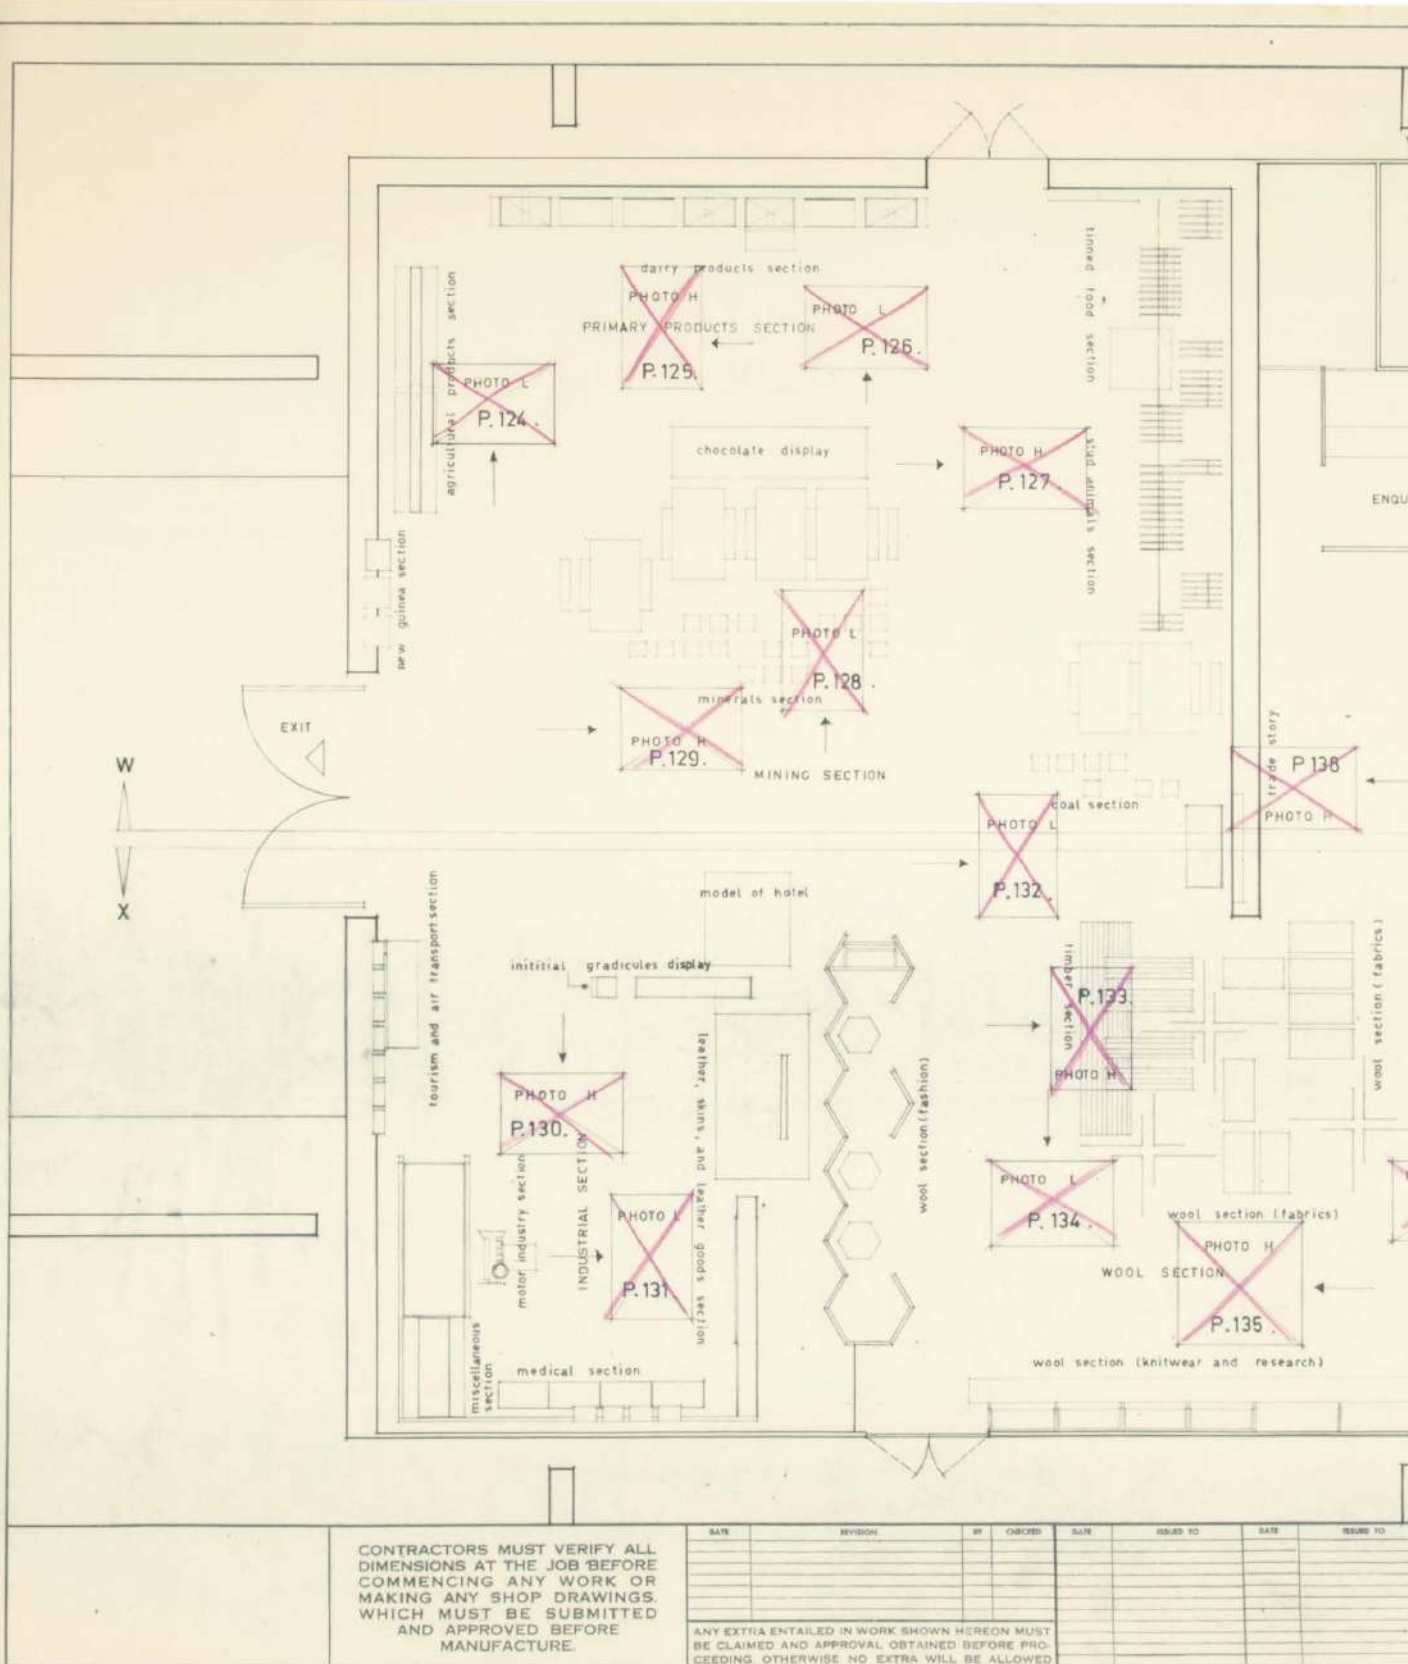 dairy products section
PHOTO H
PRIMARY PRODUCTS SECTION
P.125.
PHOTO L
P.126.
tinned food section
agricultural products section
PHOTO L
P.124.
chocolate display
PHOTO H
P.127.
stud animals section
ENQU
new guinea section
PHOTO L
P.128.
minerals section
PHOTO H
P.129.
MINING SECTION
EXIT
trade story
P 138
PHOTO H
W
X
coal section
PHOTO L
P.132.
model of hotel
tourism and air transport section
inititial gradicules display
timber section
P.133.
PHOTO H
wool section (fabrics)
leather, skins, and leather goods section
wool section (fashion)
PHOTO H
P.130.
motor industry section
INDUSTRIAL SECTION
PHOTO L
P.131.
PHOTO L
P.134.
wool section (fabrics)
PHOTO H
WOOL SECTION
P.135.
miscellaneous
section
medical section
wool section (knitwear and research)
CONTRACTORS MUST VERIFY ALL
DIMENSIONS AT THE JOB BEFORE
COMMENCING ANY WORK OR
MAKING ANY SHOP DRAWINGS.
WHICH MUST BE SUBMITTED
AND APPROVED BEFORE
MANUFACTURE.
DATE REVISION BY CHECKED DATE ISSUED TO DATE ISSUED TO
ANY EXTRA ENTAILED IN WORK SHOWN HEREON MUST
BE CLAIMED AND APPROVAL OBTAINED BEFORE PRO-
CEEDING OTHERWISE NO EXTRA WILL BE ALLOWED